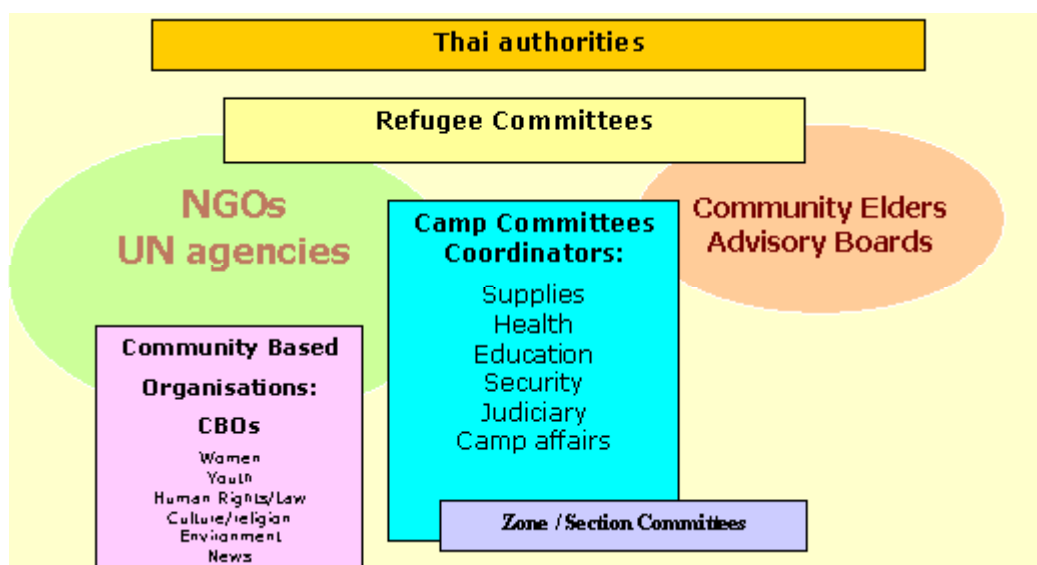 Thai authorities
Refugee Committees
NGOs
UN agencies
Community Elders
Advisory Boards
Camp Committees
Coordinators:
Supplies
Health
Education
Security
Judiciary
Camp affairs
Community Based
Organisations:
CBOs
Women
Youth
Human Rights/Law
Culture/religion
Environment
News
Zone / Section Committees